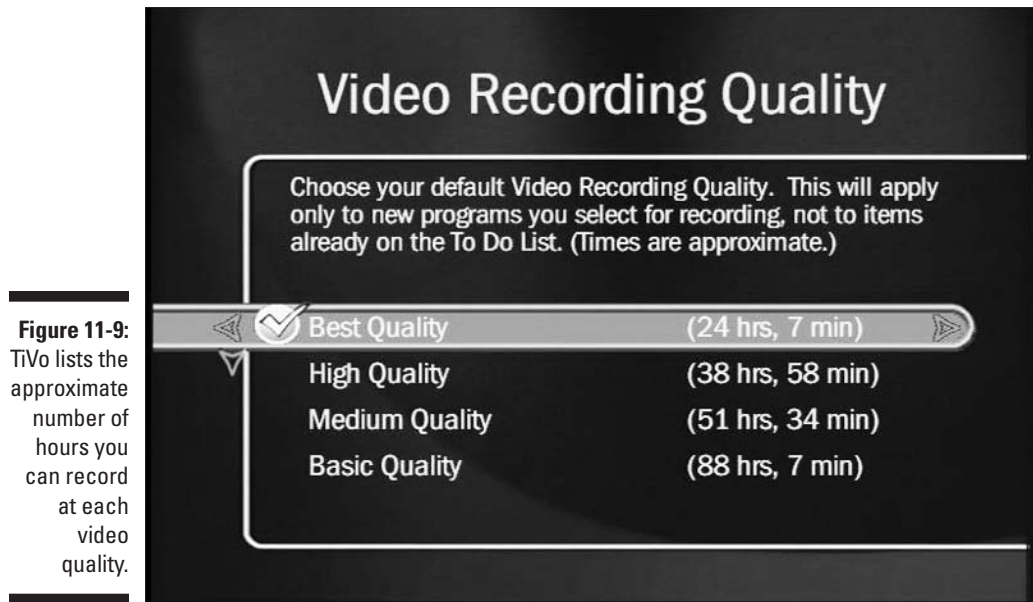 Video Recording Quality
Choose your default Video Recording Quality. This will apply
only to new programs you select for recording, not to items
already on the To Do List. (Times are approximate.)
Best Quality (24 hrs, 7 min)
High Quality (38 hrs, 58 min)
Medium Quality (51 hrs, 34 min)
Basic Quality (88 hrs, 7 min)
Figure 11-9:
TiVo lists the
approximate
number of
hours you
can record
at each
video
quality.